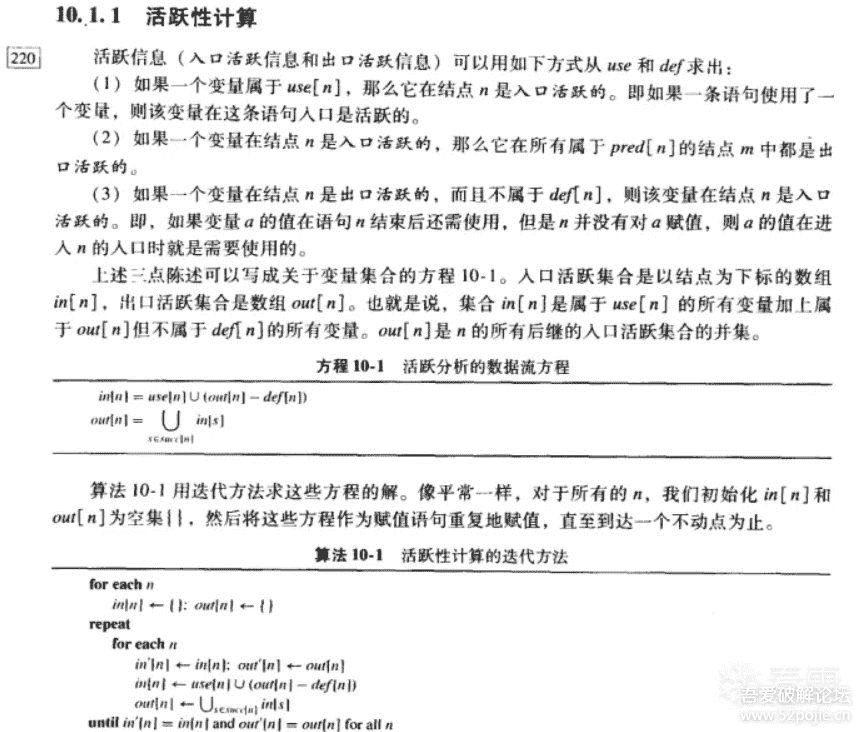 10.1.1 活跃性计算
220
活跃信息（入口活跃信息和出口活跃信息）可以用如下方式从 use 和 def 求出：
(1) 如果一个变量属于 use[n]，那么它在结点 n 是入口活跃的。即如果一条语句使用了一
个变量，则该变量在这条语句入口是活跃的。
(2) 如果一个变量在结点 n 是入口活跃的，那么它在所有属于 pred[n]的结点 m 中都是出
口活跃的。
(3) 如果一个变量在结点 n 是出口活跃的，而且不属于 def[n]，则该变量在结点 n 是入口
活跃的。即，如果变量 a 的值在语句 n 结束后还需使用，但是 n 并没有对 a 赋值，则 a 的值在进
入 n 的入口时就是需要使用的。
上述三点陈述可以写成关于变量集合的方程 10-1。入口活跃集合是以结点为下标的数组
in[n]，出口活跃集合是数组 out[n]。也就是说，集合 in[n]是属于 use[n] 的所有变量加上属
于 out[n]但不属于 def[n]的所有变量。out[n]是 n 的所有后继的入口活跃集合的并集。
方程 10-1 活跃分析的数据流方程
in[n] = use[n] ∪ (out[n] − def[n])
out[n] = ⋃ in[s]
s∈succ[n]
算法 10-1 用迭代方法求这些方程的解。像平常一样，对于所有的 n，我们初始化 in[n]和
out[n]为空集{}，然后将这些方程作为赋值语句重复地赋值，直至到达一个不动点为止。
算法 10-1 活跃性计算的迭代方法
for each n
in[n] ← {}; out[n] ← {}
repeat
for each n
in′[n] ← in[n]; out′[n] ← out[n]
in[n] ← use[n] ∪ (out[n] − def[n])
out[n] ← ⋃s∈succ[n] in[s]
until in′[n] = in[n] and out′[n] = out[n] for all n
吾爱破解论坛
www.52pojie.cn